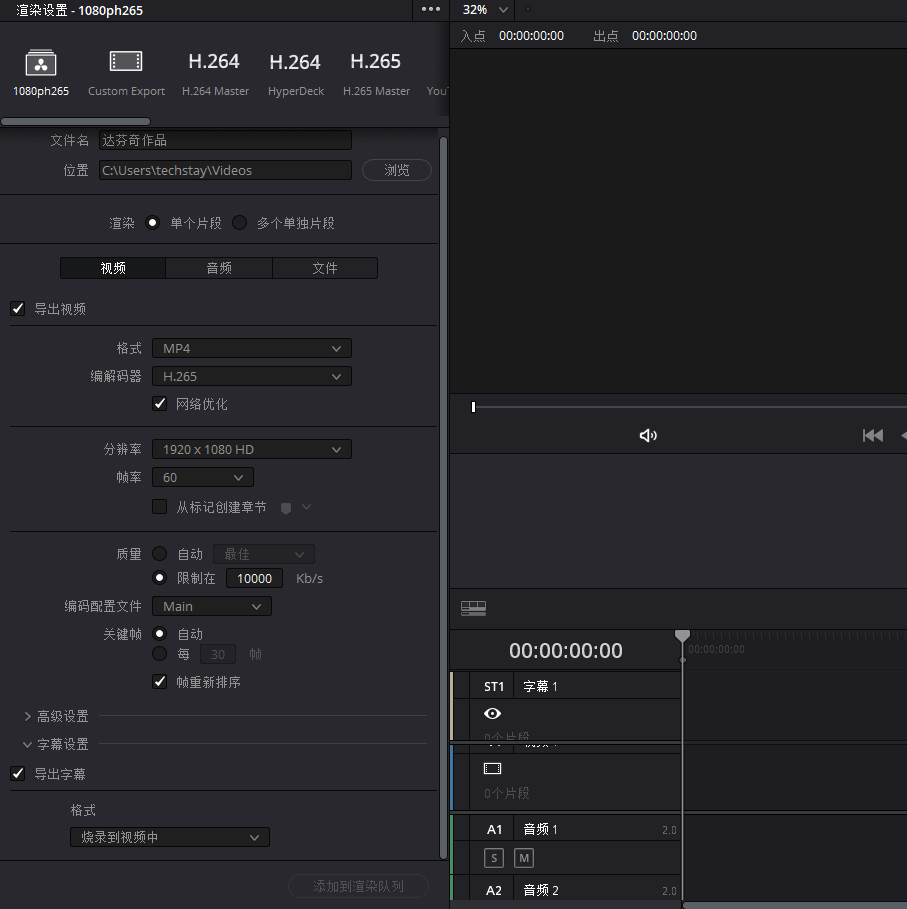 渲染设置 - 1080ph265
H.264
H.264
H.265
1080ph265
Custom Export
H.264 Master
HyperDeck
H.265 Master
文件名 达芬奇作品
位置 C:\Users\techstay\Videos 浏览
渲染 单个片段 多个单独片段
视频 音频 文件
导出视频
格式 MP4
编解码器 H.265
网络优化
分辨率 1920 x 1080 HD
帧率 60
从标记创建章节
质量 自动 最佳
限制在 10000 Kb/s
编码配置文件 Main
关键帧 自动
每 30 帧
帧重新排序
高级设置
字幕设置
导出字幕
格式
烧录到视频中
添加到渲染队列
32%
入点 00:00:00:00 出点 00:00:00:00
00:00:00:00
00:00:00:00
ST1 字幕 1
0个片段
0个片段
A1 音频 1 2.0
S M
A2 音频 2 2.0